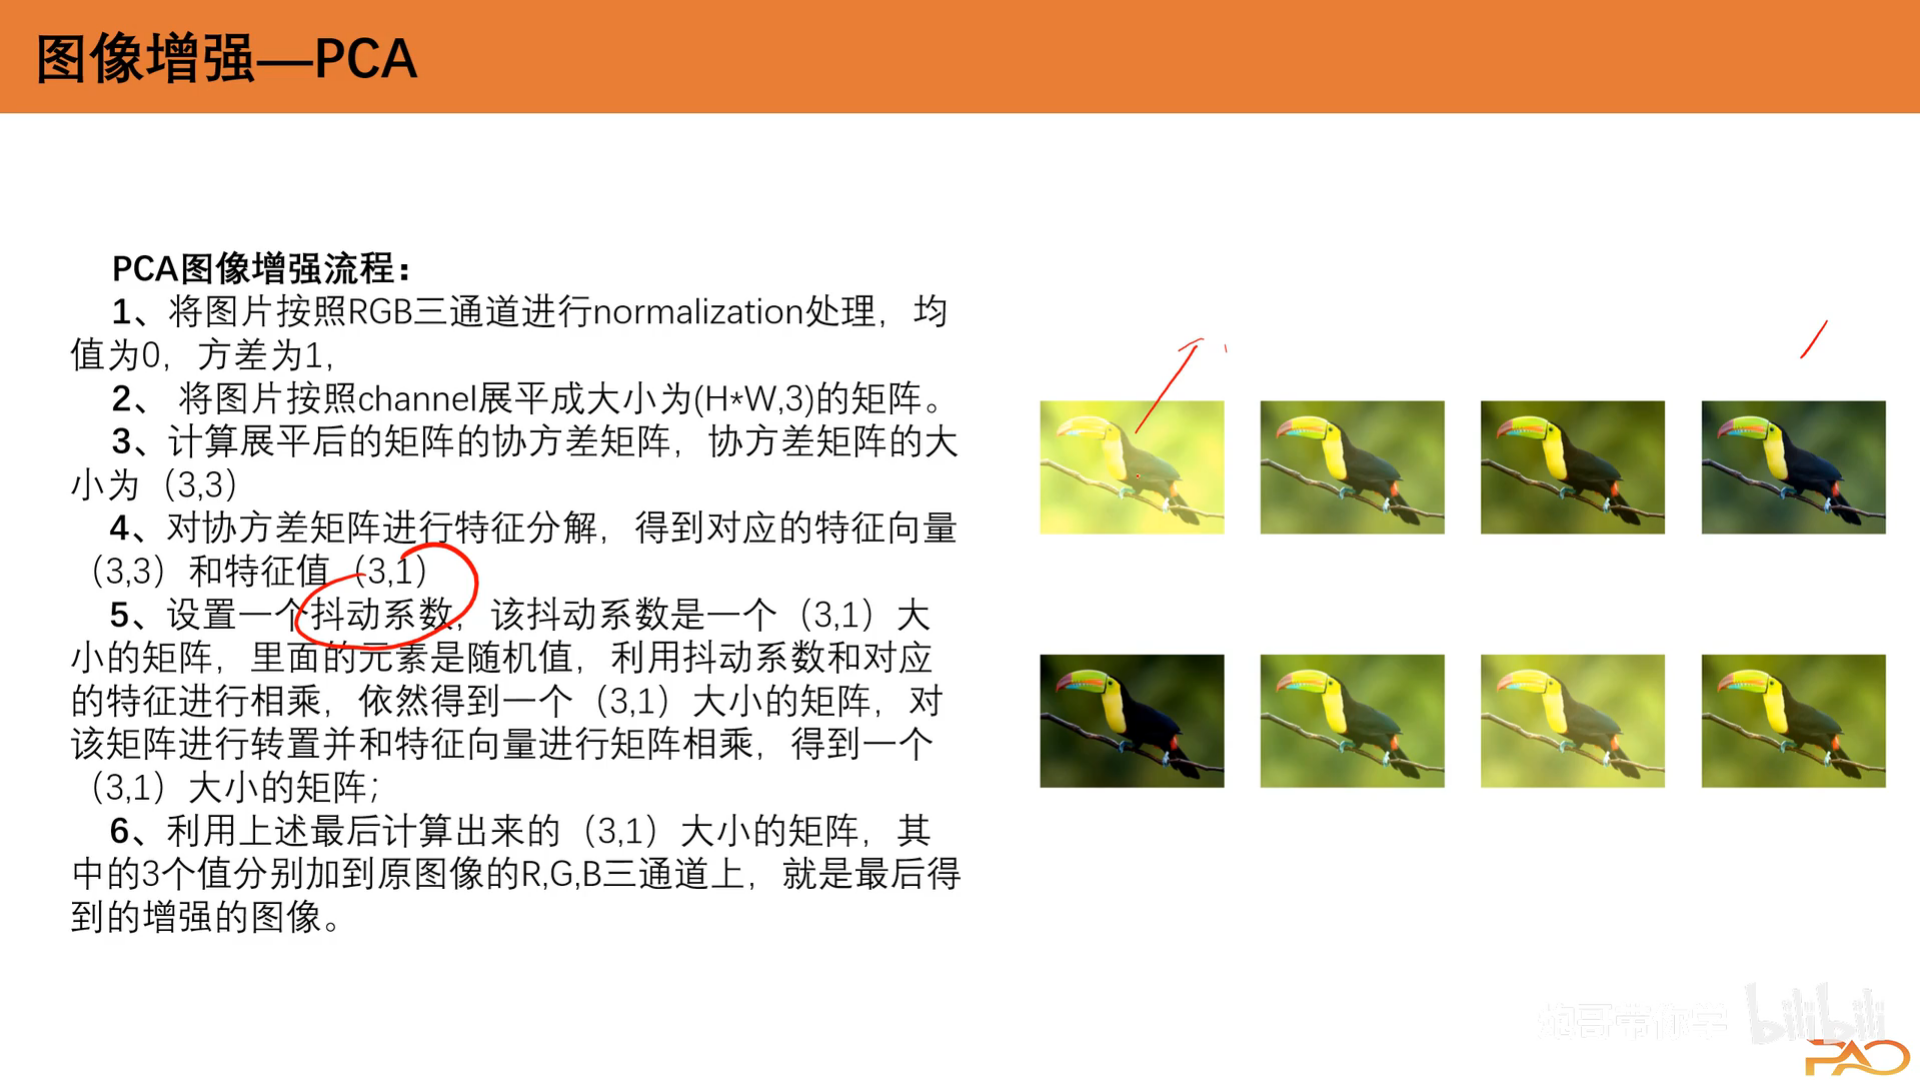 图像增强—PCA
PCA图像增强流程：
1、将图片按照RGB三通道进行normalization处理，均
值为0，方差为1，
2、 将图片按照channel展平成大小为(H*W,3)的矩阵。
3、计算展平后的矩阵的协方差矩阵，协方差矩阵的大
小为（3,3）
4、对协方差矩阵进行特征分解，得到对应的特征向量
（3,3）和特征值（3,1）
5、设置一个抖动系数，该抖动系数是一个（3,1）大
小的矩阵，里面的元素是随机值，利用抖动系数和对应
的特征进行相乘，依然得到一个（3,1）大小的矩阵，对
该矩阵进行转置并和特征向量进行矩阵相乘，得到一个
（3,1）大小的矩阵；
6、利用上述最后计算出来的（3,1）大小的矩阵，其
中的3个值分别加到原图像的R,G,B三通道上，就是最后得
到的增强的图像。
炮哥带你学 bilibili
PAO